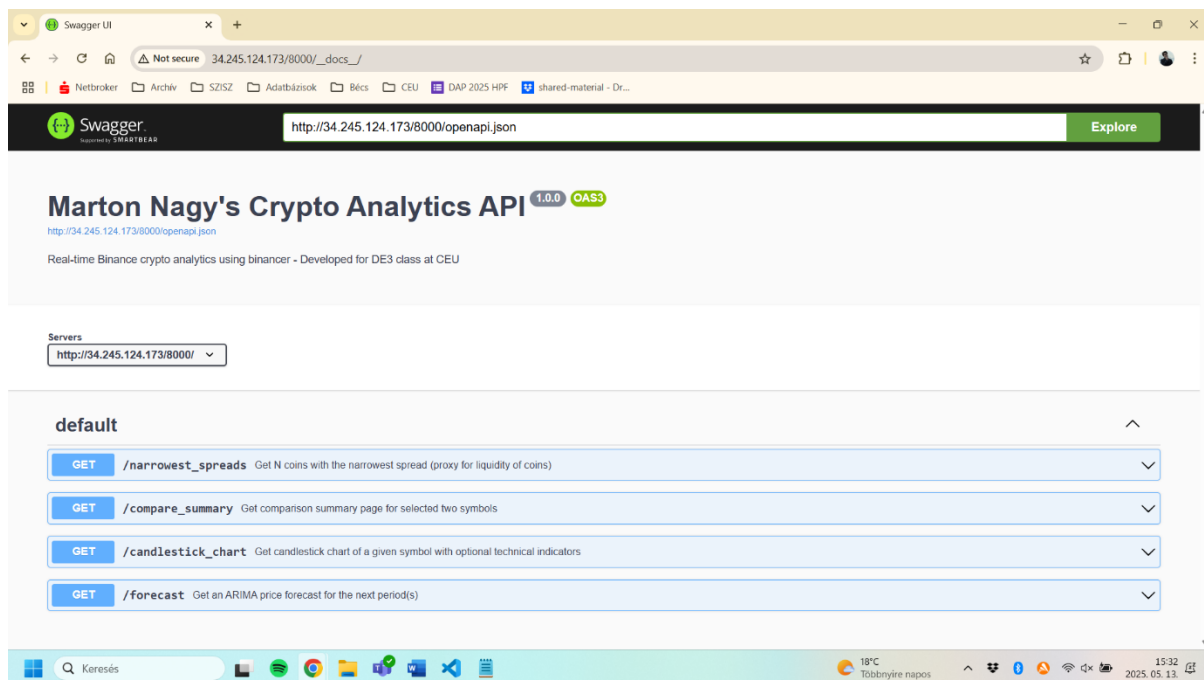 Swagger UI
Not secure 34.245.124.173/8000/__docs__/
Netbroker Archív SZISZ Adatbázisok Bécs CEU DAP 2025 HPF shared-material - Dr...
Swagger.
Supported by SMARTBEAR
http://34.245.124.173/8000/openapi.json
Explore
Marton Nagy's Crypto Analytics API 1.0.0 OAS3
http://34.245.124.173/8000/openapi.json
Real-time Binance crypto analytics using binancer - Developed for DE3 class at CEU
Servers
http://34.245.124.173/8000/
default
GET /narrowest_spreads Get N coins with the narrowest spread (proxy for liquidity of coins)
GET /compare_summary Get comparison summary page for selected two symbols
GET /candlestick_chart Get candlestick chart of a given symbol with optional technical indicators
GET /forecast Get an ARIMA price forecast for the next period(s)
Keresés
18°C
Többnyire napos
15:32
2025. 05. 13.